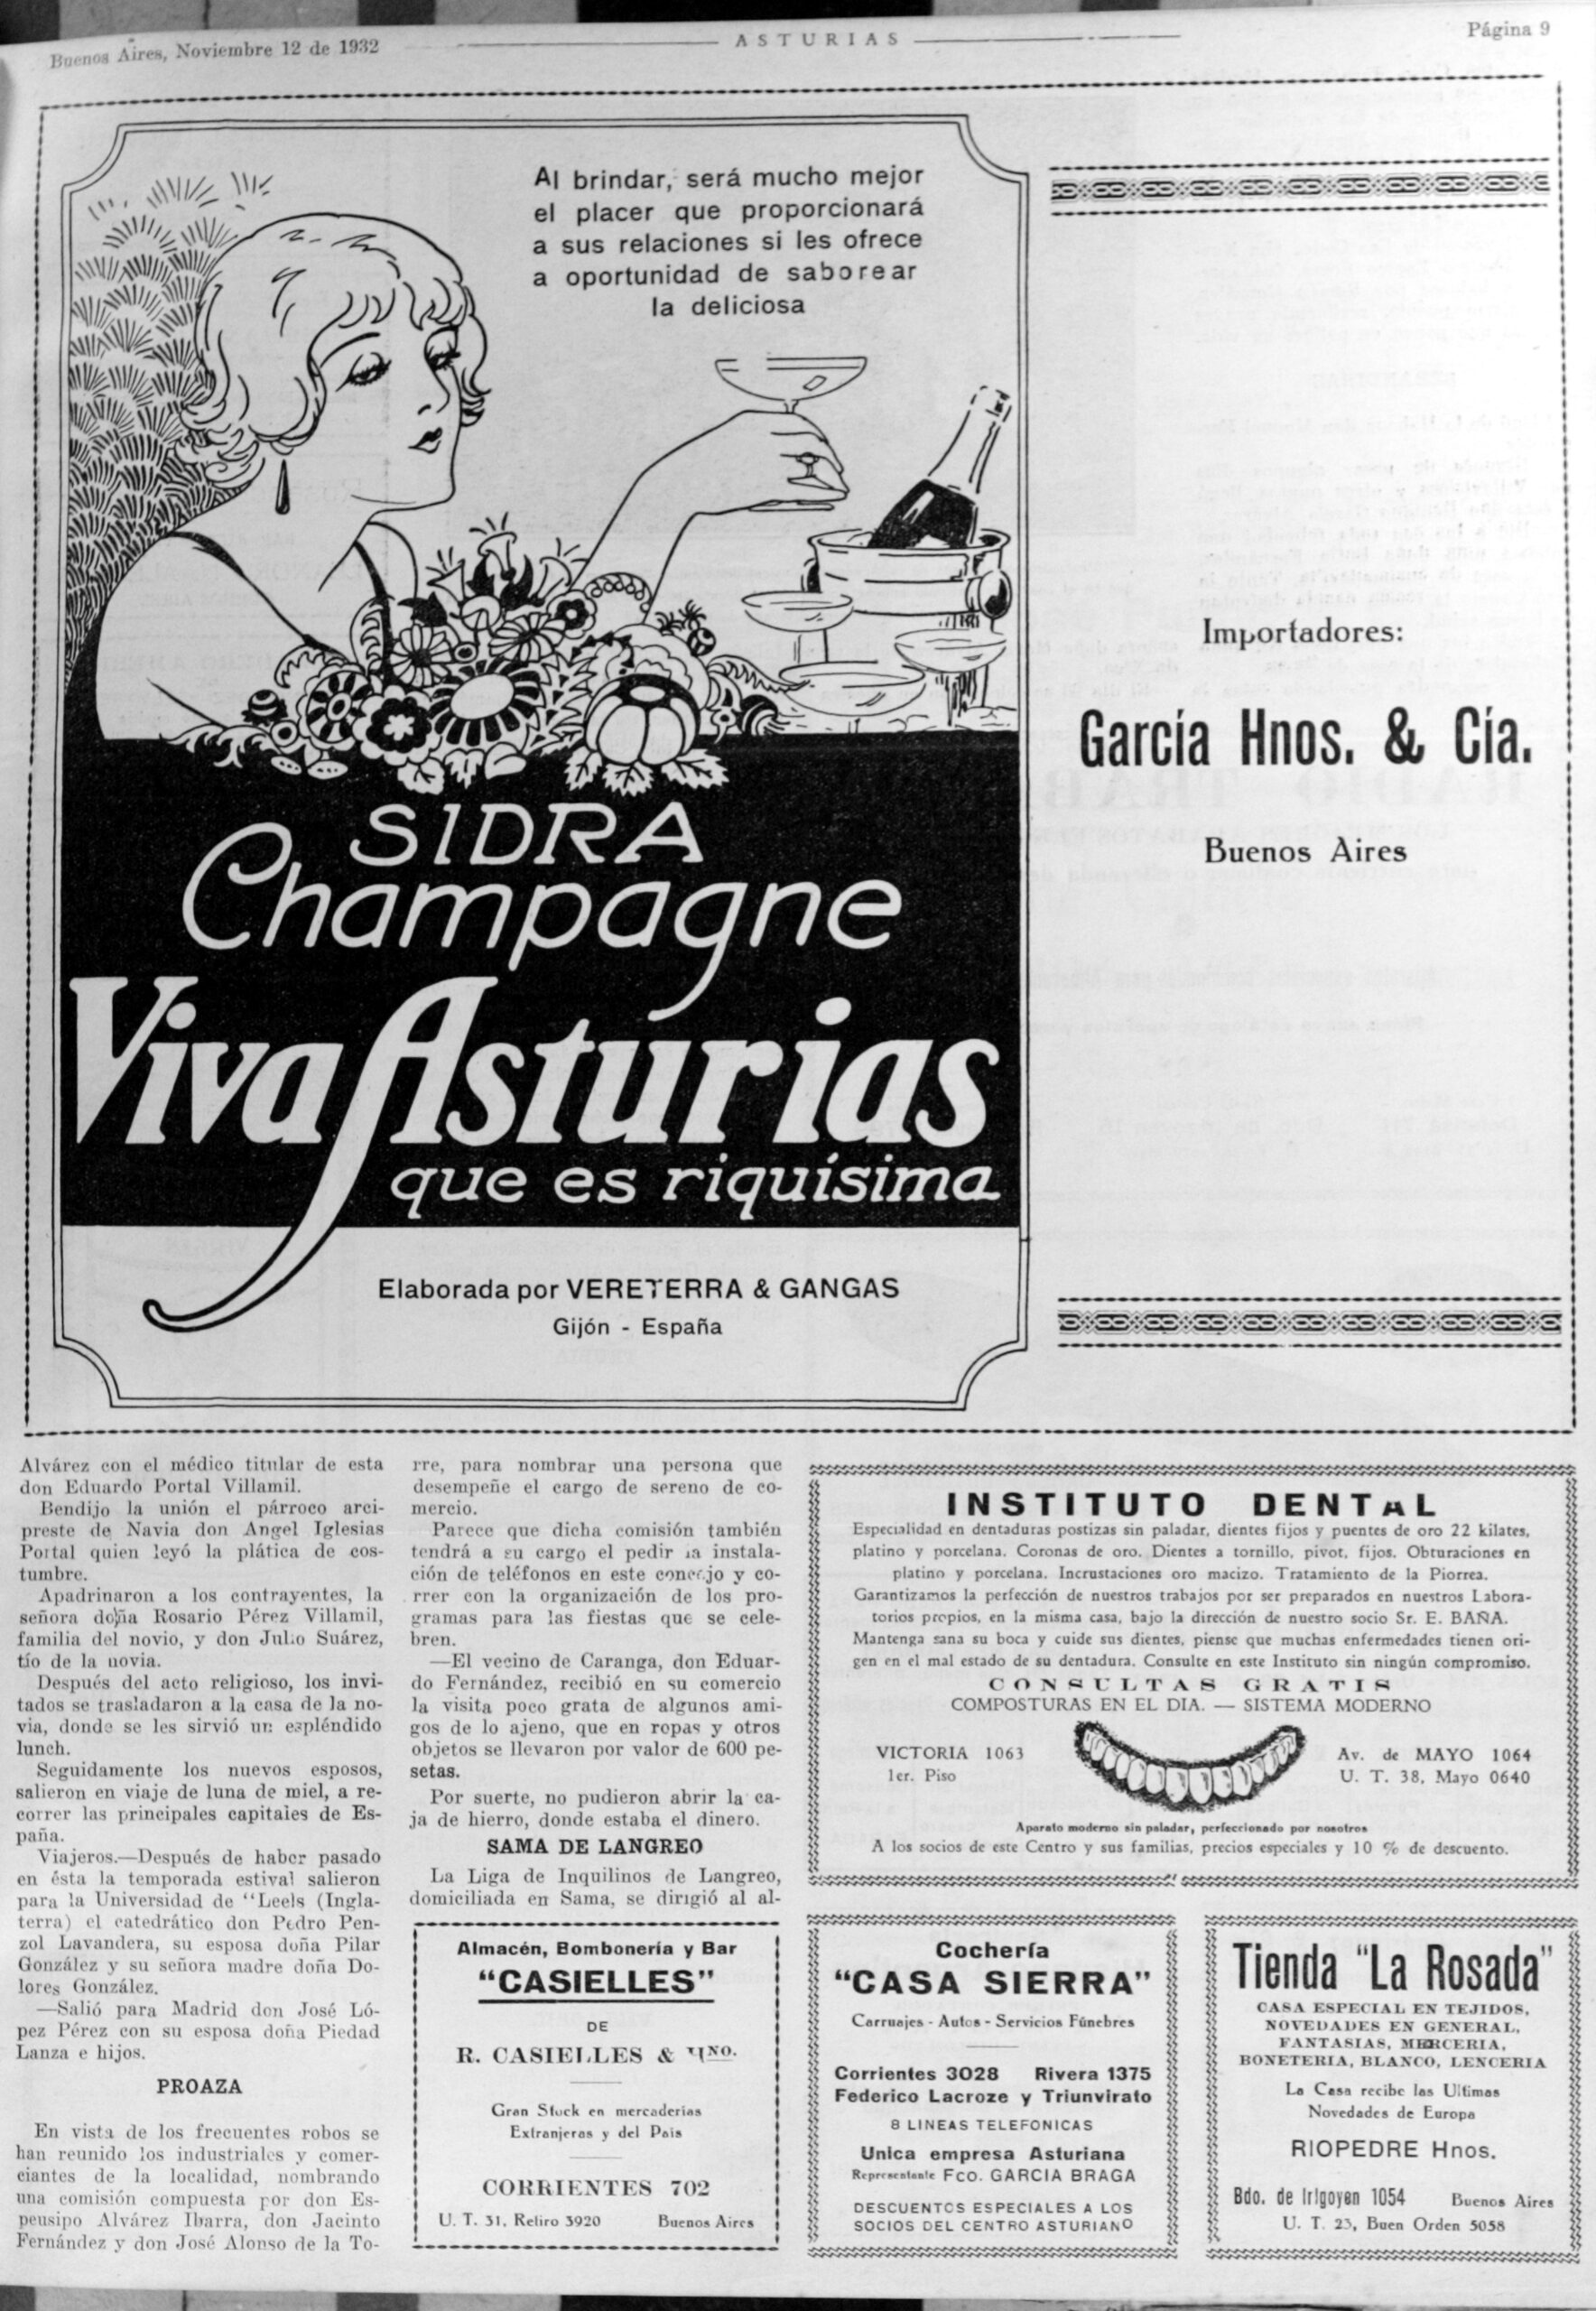 Buenos Aires, Noviembre 12 de 1932
ASTURIAS
Página 9
Al brindar, será mucho mejor
el placer que proporcionará
a sus relaciones si les ofrece
a oportunidad de saborear
la deliciosa
SIDRA
Champagne
Viva Asturias
que es riquísima
Elaborada por VERETERRA & GANGAS
Gijón - España
Importadores:
García Hnos. & Cía.
Buenos Aires
Alvárez con el médico titular de esta
don Eduardo Portal Villamil.
Bendijo la unión el párroco arci-
preste de Navia don Angel Iglesias
Portal quien leyó la plática de cos-
tumbre.
Apadrinaron a los contrayentes, la
señora doña Rosario Pérez Villamil,
familia del novio, y don Julio Suárez,
tío de la novia.
Después del acto religioso, los invi-
tados se trasladaron a la casa de la no-
via, donde se les sirvió un espléndido
lunch.
Seguidamente los nuevos esposos,
salieron en viaje de luna de miel, a re-
correr las principales capitales de Es-
paña.
Viajeros.—Después de haber pasado
en ésta la temporada estival salieron
para la Universidad de "Leels (Ingla-
terra) el catedrático don Pedro Pen-
zol Lavandera, su esposa doña Pilar
González y su señora madre doña Do-
lores González.
—Salió para Madrid don José Ló-
pez Pérez con su esposa doña Piedad
Lanza e hijos.
PROAZA
En vista de los frecuentes robos se
han reunido los industriales y comer-
ciantes de la localidad, nombrando
una comisión compuesta por don Es-
peusipo Alvárez Ibarra, don Jacinto
Fernández y don José Alonso de la To-
rre, para nombrar una persona que
desempeñe el cargo de sereno de co-
mercio.
Parece que dicha comisión también
tendrá a su cargo el pedir la instala-
ción de teléfonos en este concejo y co-
rrer con la organización de los pro-
gramas para las fiestas que se cele-
bren.
—El vecino de Caranga, don Eduar-
do Fernández, recibió en su comercio
la visita poco grata de algunos ami-
gos de lo ajeno, que en ropas y otros
objetos se llevaron por valor de 600 pe-
setas.
Por suerte, no pudieron abrir la ca-
ja de hierro, donde estaba el dinero.
SAMA DE LANGREO
La Liga de Inquilinos de Langreo,
domiciliada en Sama, se dirigió al al-
INSTITUTO DENTAL
Especialidad en dentaduras postizas sin paladar, dientes fijos y puentes de oro 22 kilates,
platino y porcelana. Coronas de oro. Dientes a tornillo, pivot, fijos. Obturaciones en
platino y porcelana. Incrustaciones oro macizo. Tratamiento de la Piorrea.
Garantizamos la perfección de nuestros trabajos por ser preparados en nuestros Labora-
torios propios, en la misma casa, bajo la dirección de nuestro socio Sr. E. BAÑA.
Mantenga sana su boca y cuide sus dientes, piense que muchas enfermedades tienen ori-
gen en el mal estado de su dentadura. Consulte en este Instituto sin ningún compromiso.
CONSULTAS GRATIS
COMPOSTURAS EN EL DIA. — SISTEMA MODERNO
VICTORIA 1063
1er. Piso
Av. de MAYO 1064
U. T. 38, Mayo 0640
Aparato moderno sin paladar, perfeccionado por nosotros
A los socios de este Centro y sus familias, precios especiales y 10 % de descuento.
Almacén, Bombonería y Bar
"CASIELLES"
DE
R. CASIELLES & HNO.
Gran Stock en mercaderías
Extranjeras y del País
CORRIENTES 702
U. T. 31, Retiro 3920 Buenos Aires
Cochería
"CASA SIERRA"
Carruajes - Autos - Servicios Fúnebres
Corrientes 3028 Rivera 1375
Federico Lacroze y Triunvirato
8 LINEAS TELEFONICAS
Unica empresa Asturiana
Representante Fco. GARCIA BRAGA
DESCUENTOS ESPECIALES A LOS
SOCIOS DEL CENTRO ASTURIANO
Tienda "La Rosada"
CASA ESPECIAL EN TEJIDOS,
NOVEDADES EN GENERAL,
FANTASIAS, MERCERIA,
BONETERIA, BLANCO, LENCERIA
La Casa recibe las Ultimas
Novedades de Europa
RIOPEDRE Hnos.
Bdo. de Irigoyen 1054 Buenos Aires
U. T. 23, Buen Orden 5058